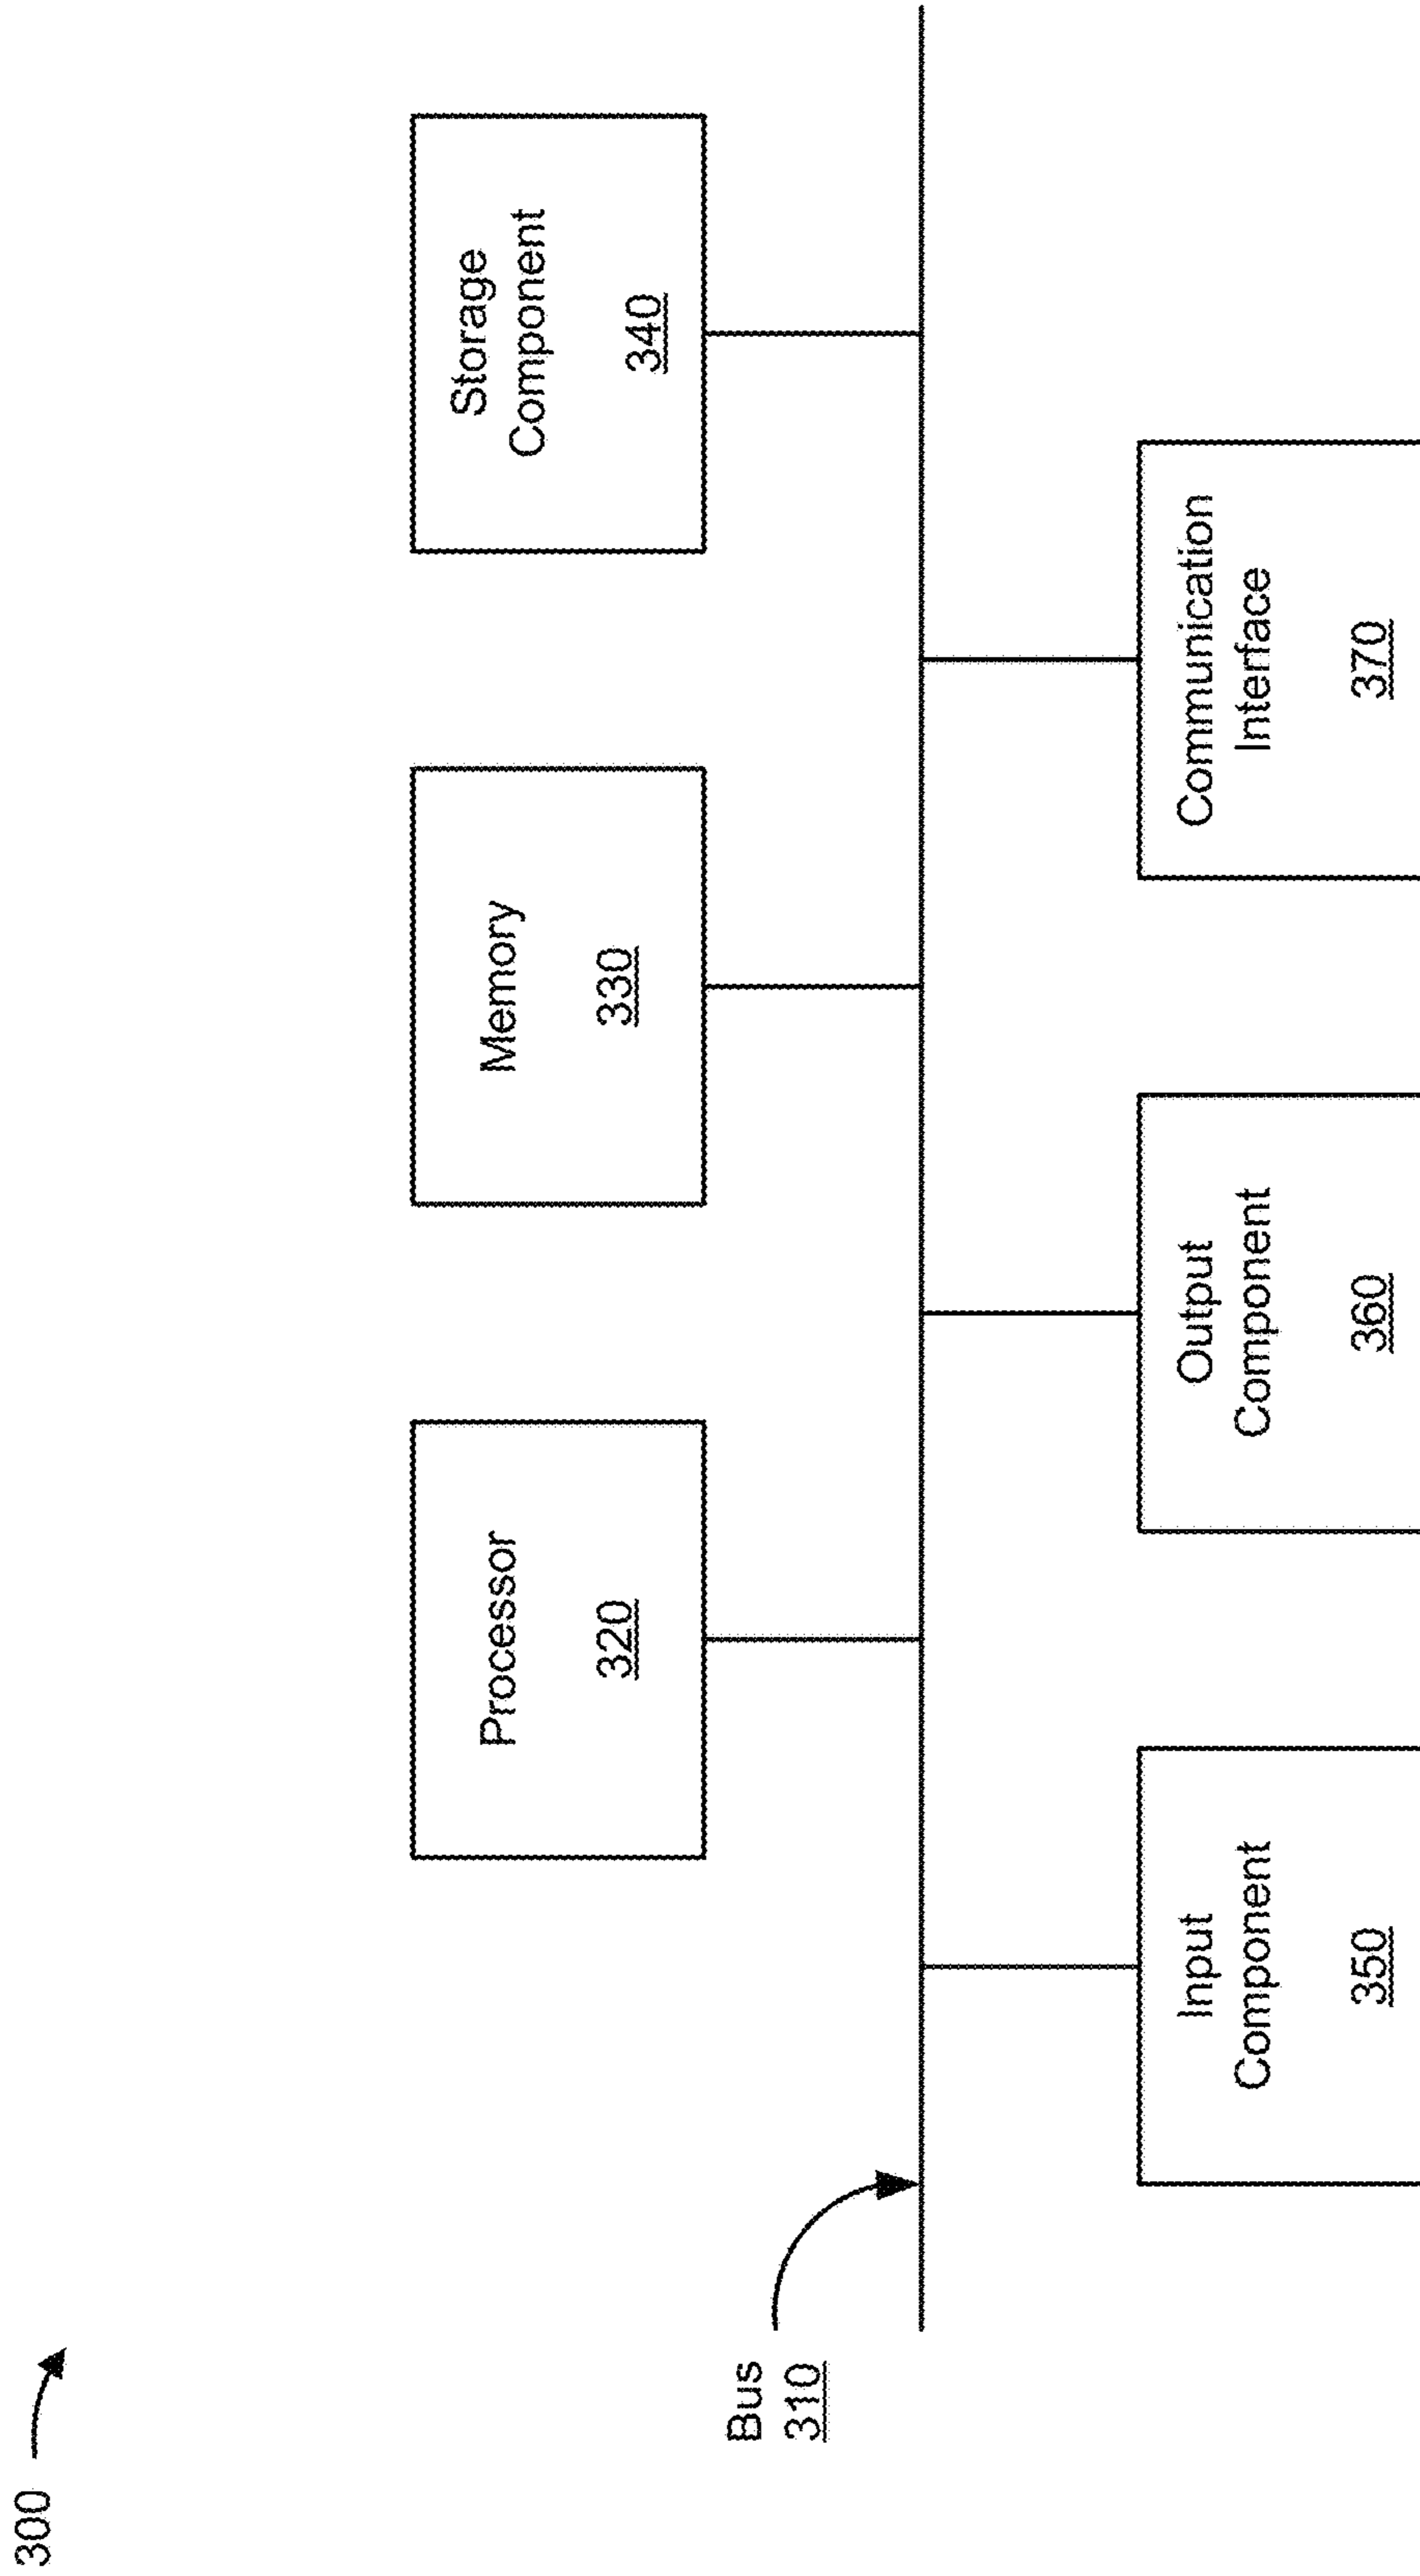 300
Processor
320
Memory
330
Storage
Component
340
Bus
310
Input
Component
350
Output
Component
360
Communication
Interface
370